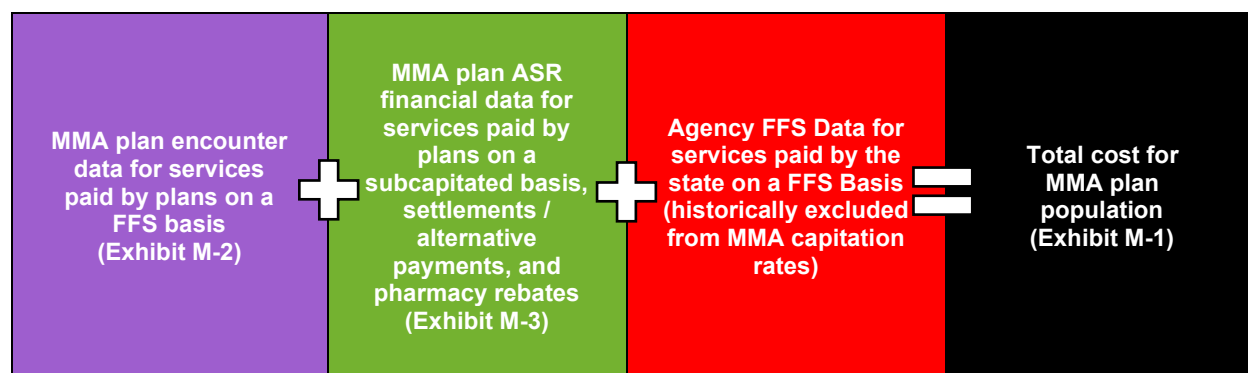 MMA plan encounter
data for services
paid by plans on a
FFS basis
(Exhibit M-2)
+
MMA plan ASR
financial data for
services paid by
plans on a
subcapitated basis,
settlements /
alternative
payments, and
pharmacy rebates
(Exhibit M-3)
+
Agency FFS Data for
services paid by the
state on a FFS Basis
(historically excluded
from MMA capitation
rates)
=
Total cost for
MMA plan
population
(Exhibit M-1)